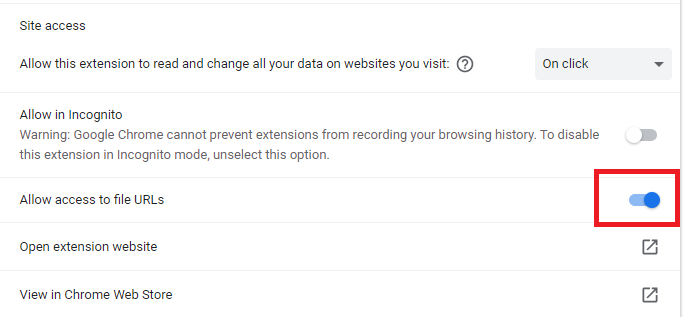 Site access
Allow this extension to read and change all your data on websites you visit:
On click
Allow in Incognito
Warning: Google Chrome cannot prevent extensions from recording your browsing history. To disable
this extension in Incognito mode, unselect this option.
Allow access to file URLs
Open extension website
View in Chrome Web Store